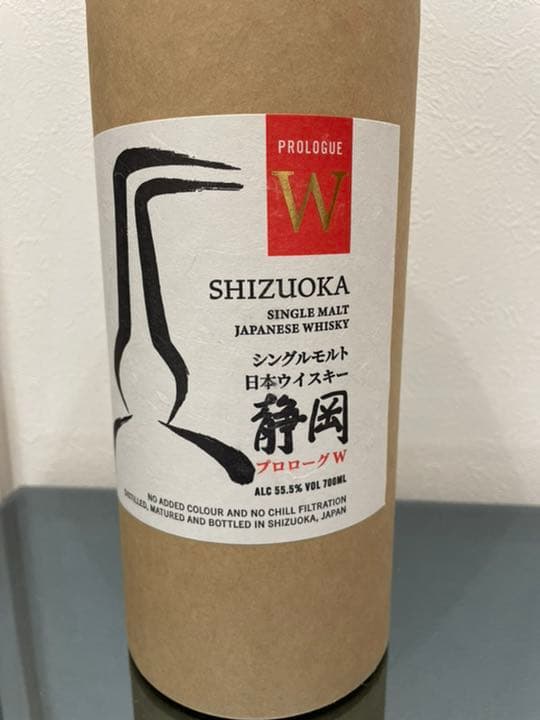 PROLOGUE
W
SHIZUOKA
SINGLE MALT
JAPANESE WHISKY
シングルモルト
日本ウイスキー
静岡
プロローグ W
ALC 55.5% VOL 700ML
NO ADDED COLOUR AND NO CHILL FILTRATION
DISTILLED, MATURED AND BOTTLED IN SHIZUOKA, JAPAN